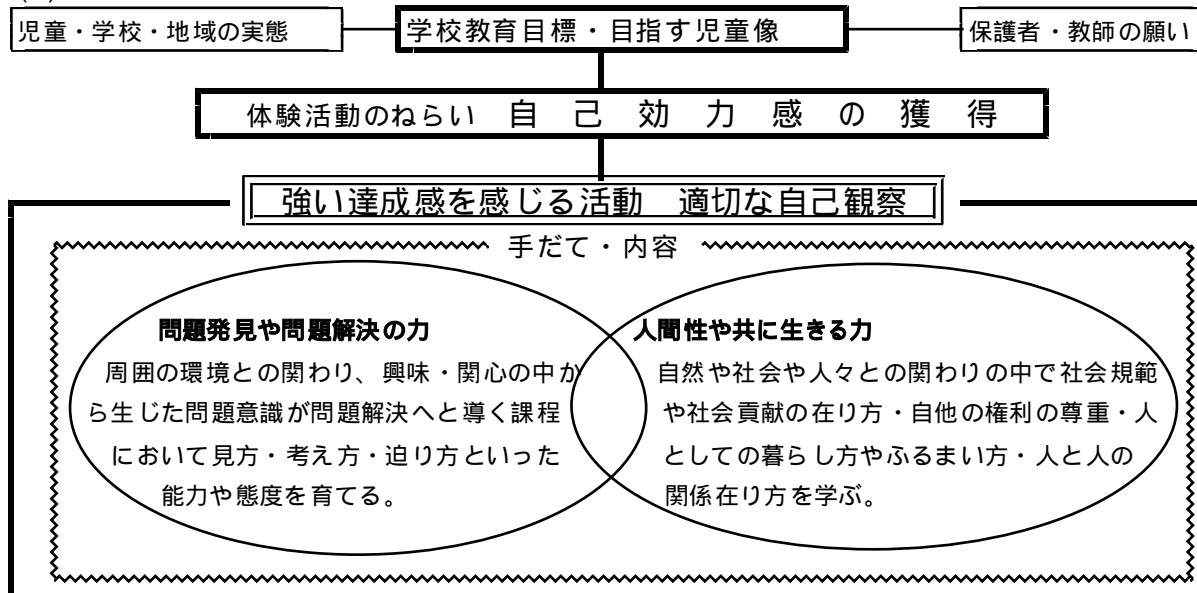 児童・学校・地域の実態
学校教育目標・目指す児童像
保護者・教師の願い
体験活動のねらい 自己効力感の獲得
強い達成感を感じる活動 適切な自己観察
手だて・内容
問題発見や問題解決の力
周囲の環境との関わり、興味・関心の中か
ら生じた問題意識が問題解決へと導く課程
において見方・考え方・迫り方といった
能力や態度を育てる。
人間性や共に生きる力
自然や社会や人々との関わりの中で社会規範
や社会貢献の在り方・自他の権利の尊重・人
としての暮らし方やふるまい方・人と人の
関係在り方を学ぶ。